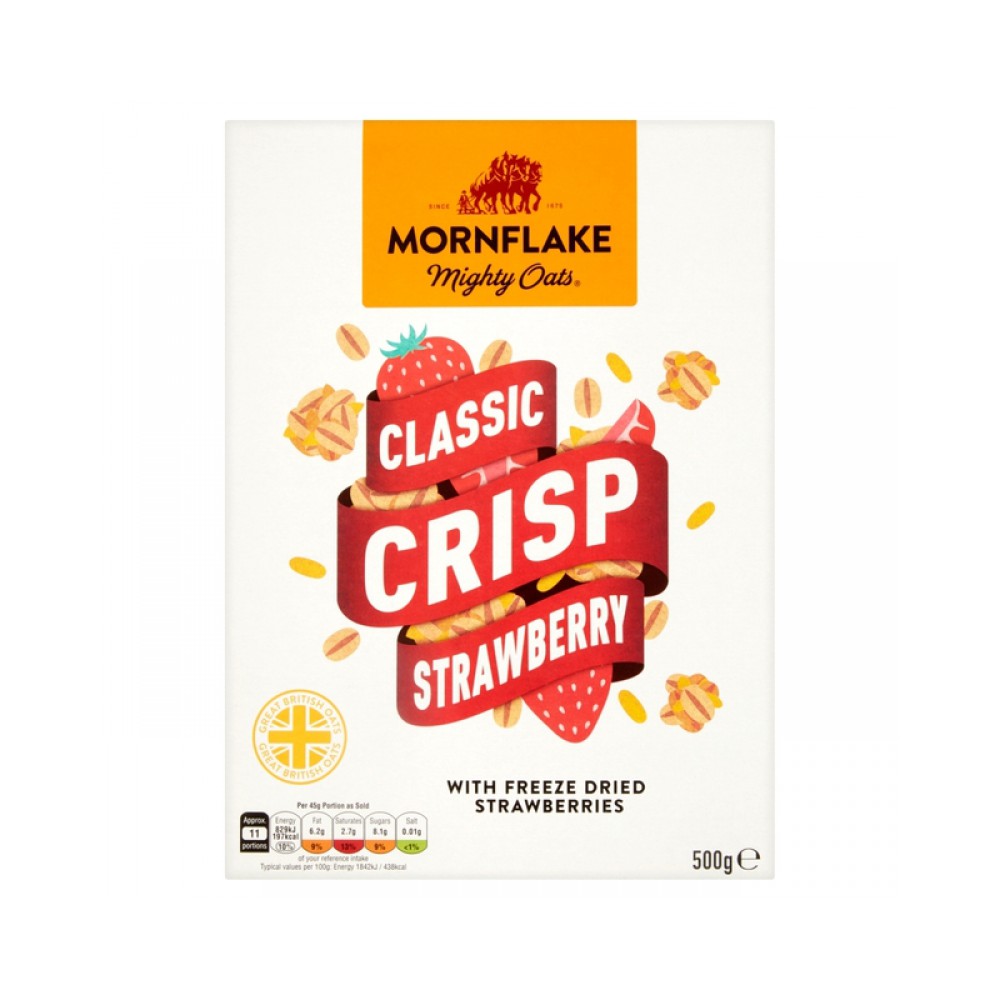 SINCE 1675
MORNFLAKE
Mighty Oats®
CLASSIC
CRISP
STRAWBERRY
GREAT BRITISH OATS
GREAT BRITISH OATS
WITH FREEZE DRIED
STRAWBERRIES
Per 45g Portion as Sold
Approx. 11 portions
Energy 829kJ 197kcal 10%
Fat 6.2g 9%
Saturates 2.7g 13%
Sugars 8.1g 9%
Salt 0.01g <1%
of your reference intake
Typical values per 100g: Energy 1842kJ / 438kcal
500g ℮